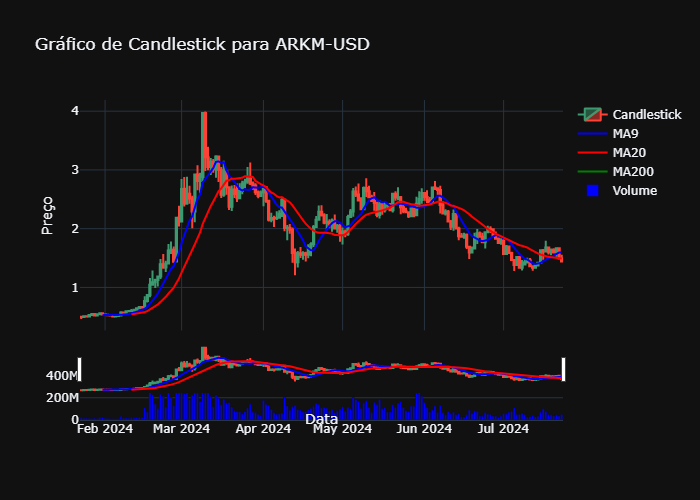 Gráfico de Candlestick para ARKM-USD
4
3
2
1
Preço
Candlestick
MA9
MA20
MA200
Volume
400M
200M
0
Data
Feb 2024 Mar 2024 Apr 2024 May 2024 Jun 2024 Jul 2024